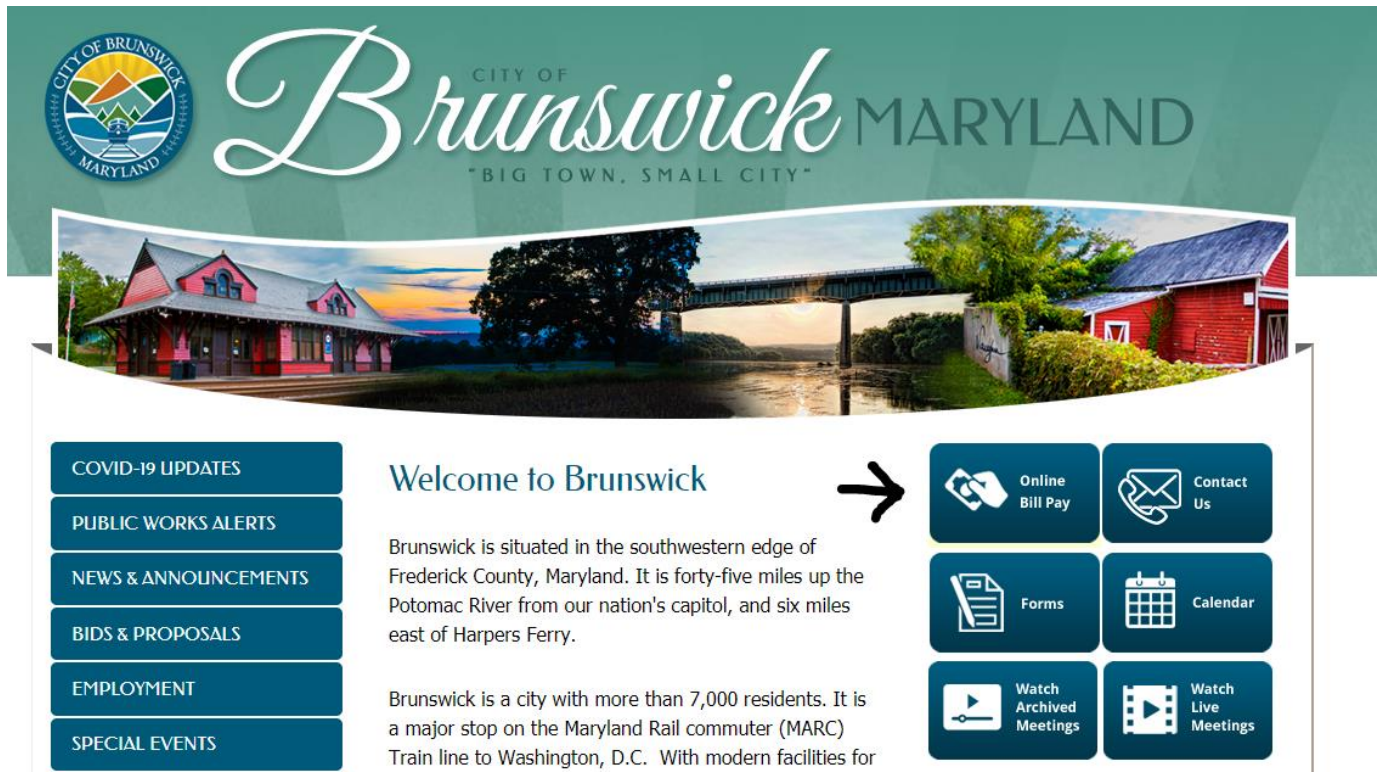 CITY OF BRUNSWICK
MARYLAND
CITY OF
Brunswick MARYLAND
"BIG TOWN, SMALL CITY"
COVID-19 UPDATES
PUBLIC WORKS ALERTS
NEWS & ANNOUNCEMENTS
BIDS & PROPOSALS
EMPLOYMENT
SPECIAL EVENTS
Welcome to Brunswick
Brunswick is situated in the southwestern edge of
Frederick County, Maryland. It is forty-five miles up the
Potomac River from our nation's capitol, and six miles
east of Harpers Ferry.
Brunswick is a city with more than 7,000 residents. It is
a major stop on the Maryland Rail commuter (MARC)
Train line to Washington, D.C. With modern facilities for
Online
Bill Pay
Contact
Us
Forms
Calendar
Watch
Archived
Meetings
Watch
Live
Meetings